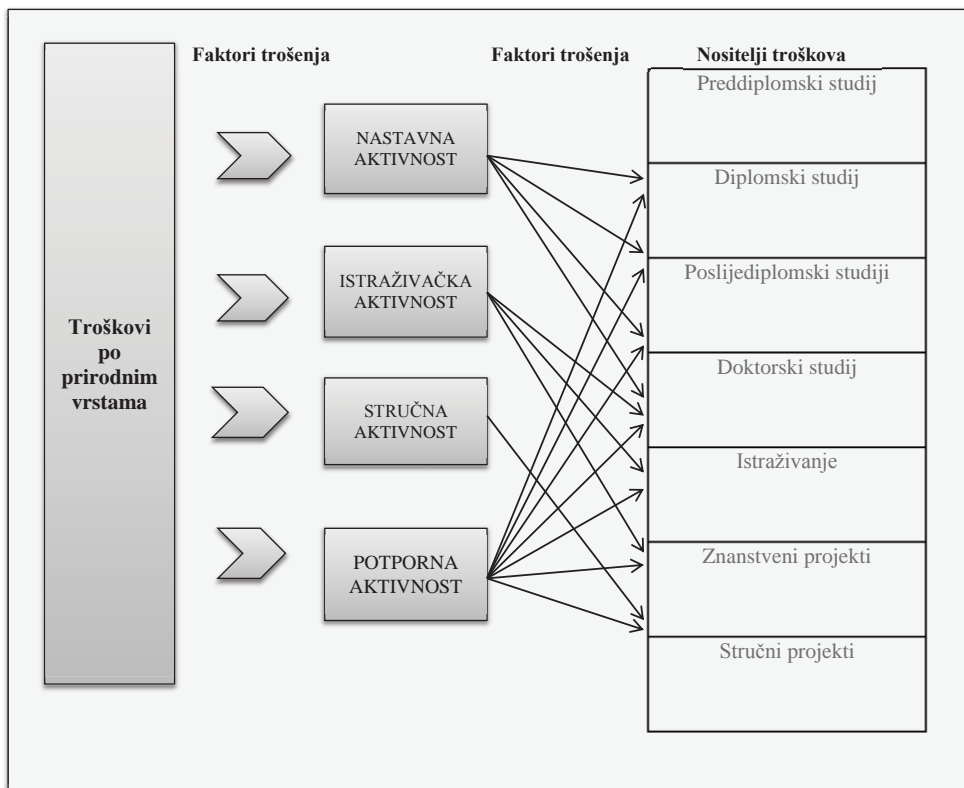 Faktori trošenja
Faktori trošenja
Nositelji troškova
Troškovi
po
prirodnim
vrstama
NASTAVNA
AKTIVNOST
ISTRAŽIVAČKA
AKTIVNOST
STRUČNA
AKTIVNOST
POTPORNA
AKTIVNOST
Preddiplomski studij
Diplomski studij
Poslijediplomski studiji
Doktorski studij
Istraživanje
Znanstveni projekti
Stručni projekti